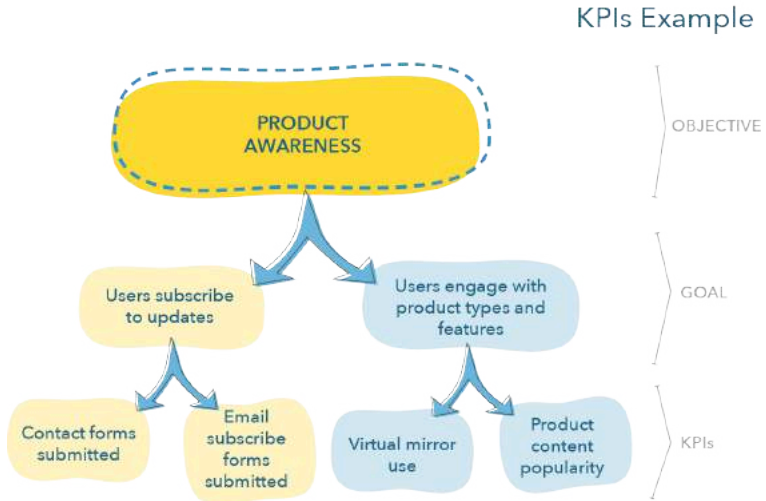 KPIs Example
PRODUCT
AWARENESS
OBJECTIVE
Users subscribe
to updates
Users engage with
product types and
features
GOAL
Contact forms
submitted
Email
subscribe
forms
submitted
Virtual mirror
use
Product
content
popularity
KPIs